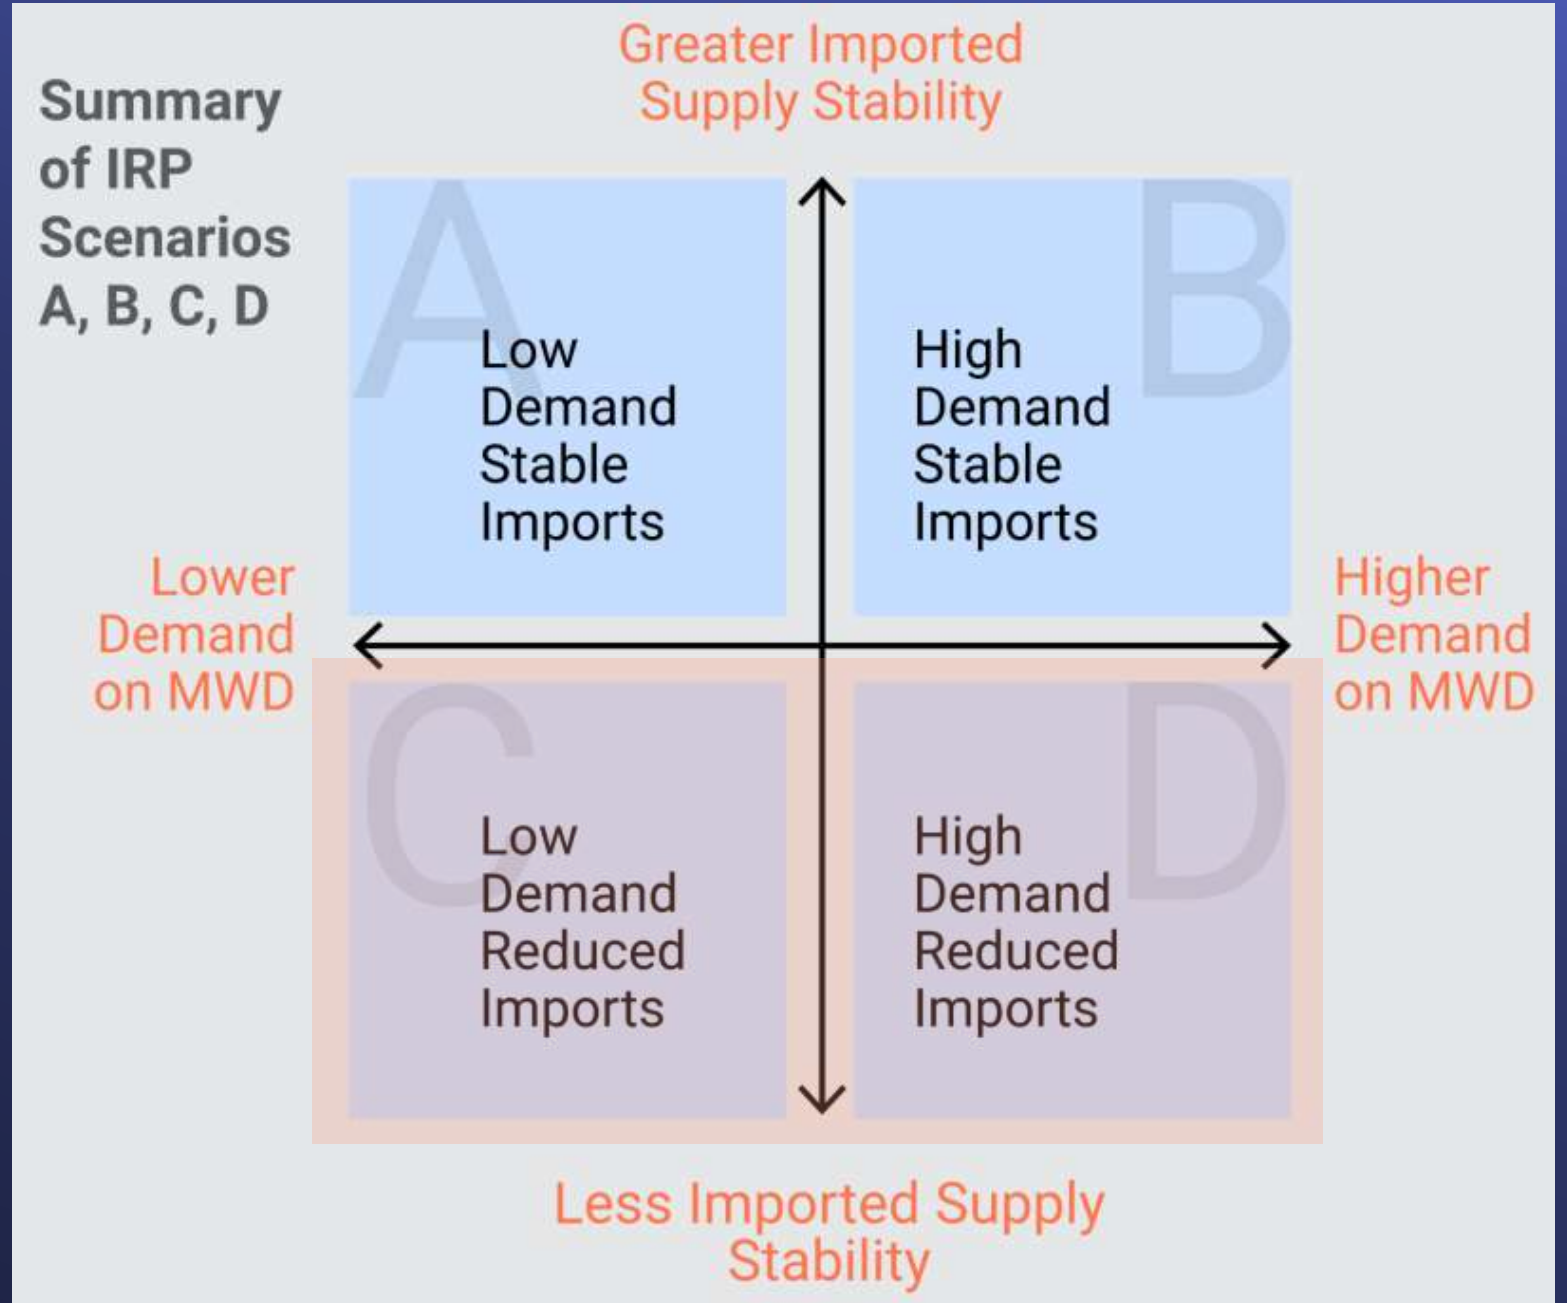 Summary
of IRP
Scenarios
A, B, C, D
Greater Imported
Supply Stability
A
Low
Demand
Stable
Imports
B
High
Demand
Stable
Imports
Lower
Demand
on MWD
Higher
Demand
on MWD
C
Low
Demand
Reduced
Imports
D
High
Demand
Reduced
Imports
Less Imported Supply
Stability